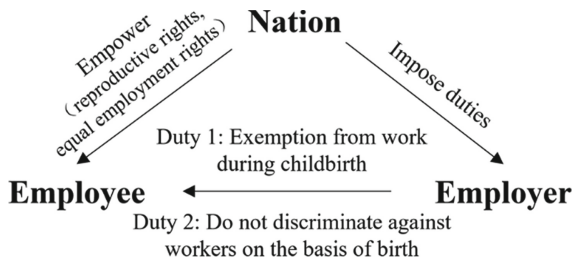 Nation
Empower
(reproductive rights,
equal employment rights)
Impose duties
Duty 1: Exemption from work
during childbirth
Employee
Employer
Duty 2: Do not discriminate against
workers on the basis of birth